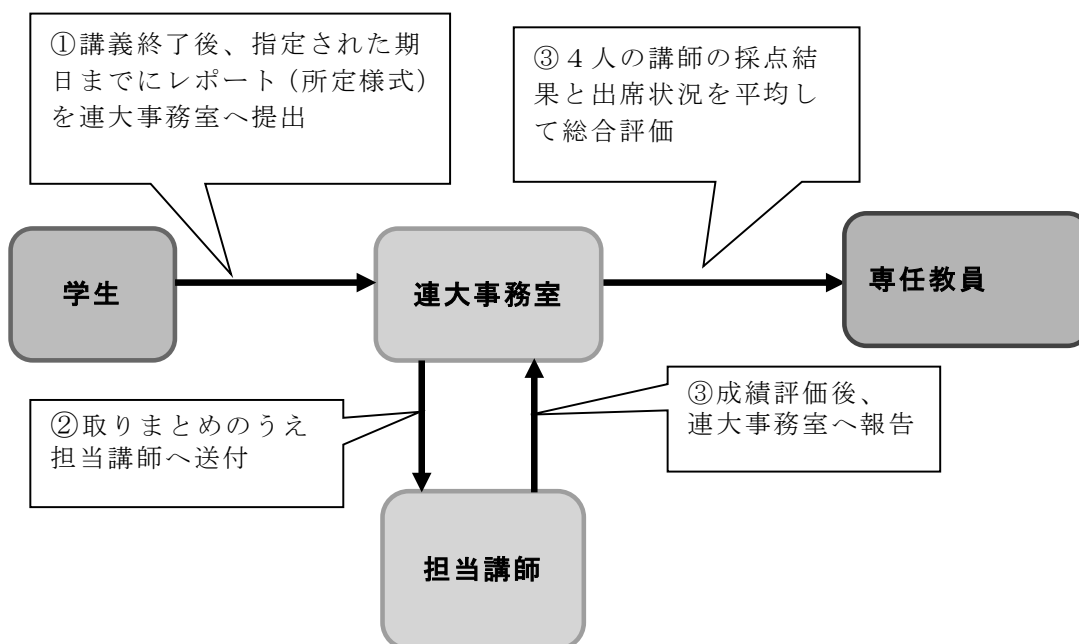 ①講義終了後、指定された期
日までにレポート(所定様式)
を連大事務室へ提出
③４人の講師の採点結
果と出席状況を平均し
て総合評価
学生
連大事務室
専任教員
②取りまとめのうえ
担当講師へ送付
③成績評価後、
連大事務室へ報告
担当講師